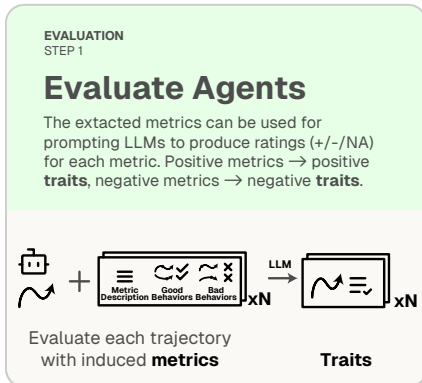 EVALUATION
STEP 1
Evaluate Agents
The extacted metrics can be used for
prompting LLMs to produce ratings (+/-/NA)
for each metric. Positive metrics → positive
traits, negative metrics → negative traits.
LLM
Metric Good Bad
Description Behaviors Behaviors
xN
xN
Evaluate each trajectory
with induced metrics
Traits